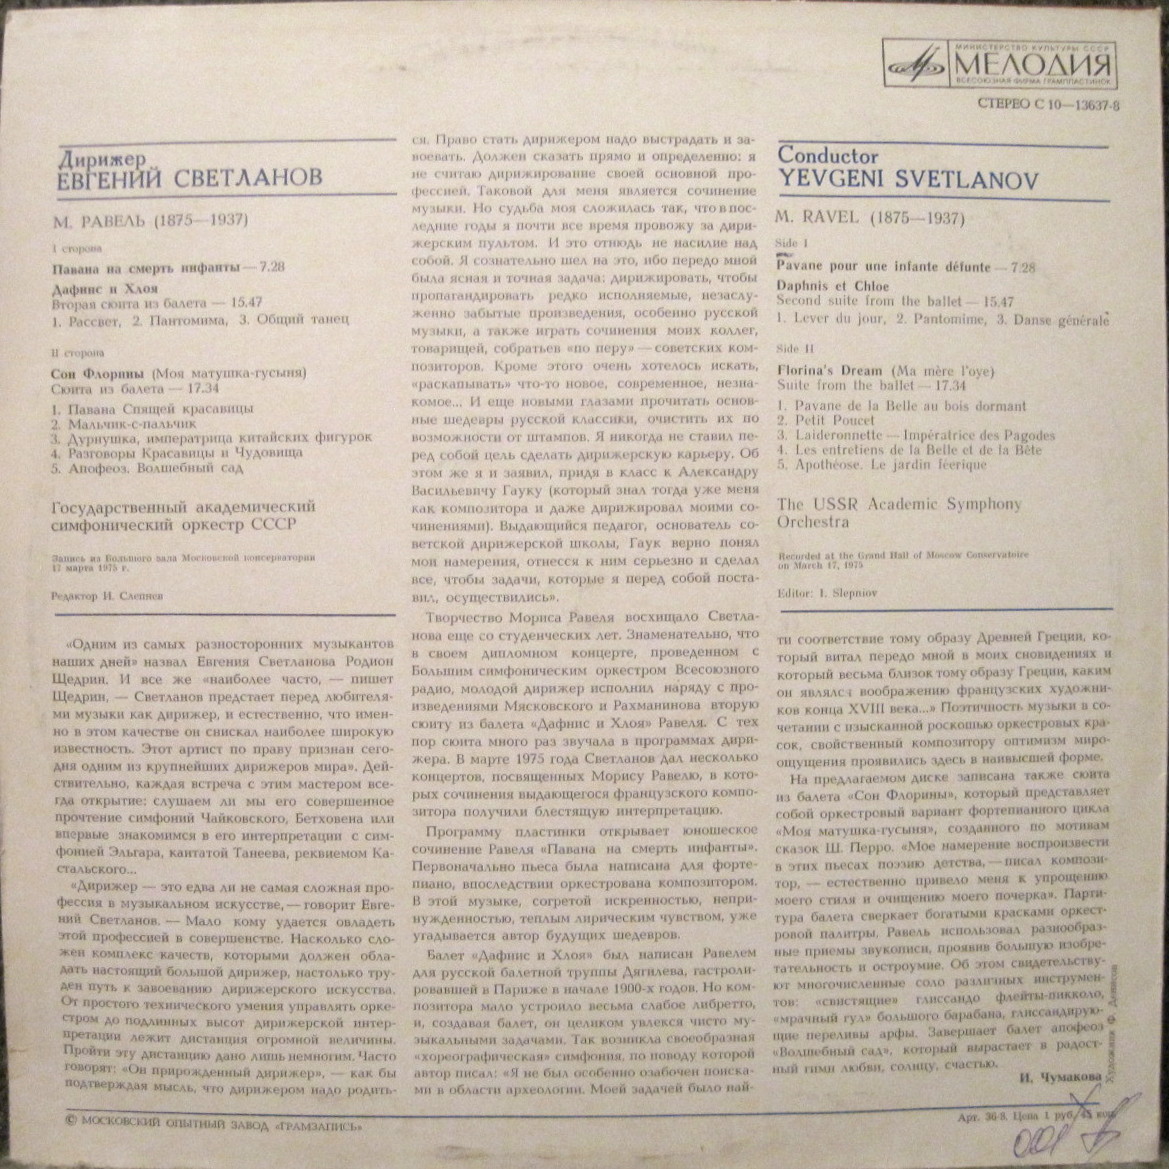 МИНИСТЕРСТВО КУЛЬТУРЫ СССР
МЕЛОДИЯ
ВСЕСОЮЗНАЯ ФИРМА ГРАМПЛАСТИНОК
СТЕРЕО С 10—13637-8
Дирижер
ЕВГЕНИЙ СВЕТЛАНОВ
М. РАВЕЛЬ (1875—1937)
I сторона
Павана на смерть инфанты — 7.28
Дафнис и Хлоя
Вторая сюита из балета — 15.47
1. Рассвет, 2. Пантомима, 3. Общий танец
II сторона
Сон Флорины (Моя матушка-гусыня)
Сюита из балета — 17.34
1. Павана Спящей красавицы
2. Мальчик-с-пальчик
3. Дурнушка, императрица китайских фигурок
4. Разговоры Красавицы и Чудовища
5. Апофеоз. Волшебный сад
Государственный академический
симфонический оркестр СССР
Запись из Большого зала Московской консерватории
17 марта 1975 г.
Редактор И. Слепнев
«Одним из самых разносторонних музыкантов
наших дней» назвал Евгения Светланова Родион
Щедрин. И все же «наиболее часто, — пишет
Щедрин, — Светланов предстает перед любителя-
ми музыки как дирижер, и естественно, что имен-
но в этом качестве он снискал наиболее широкую
известность. Этот артист по праву признан сего-
дня одним из крупнейших дирижеров мира». Дей-
ствительно, каждая встреча с этим мастером все-
гда открытие: слушаем ли мы его совершенное
прочтение симфоний Чайковского, Бетховена или
впервые знакомимся в его интерпретации с сим-
фонией Эльгара, кантатой Танеева, реквиемом Ка-
стальского...
«Дирижер — это едва ли не самая сложная про-
фессия в музыкальном искусстве, — говорит Евге-
ний Светланов. — Мало кому удается овладеть
этой профессией в совершенстве. Насколько сло-
жен комплекс качеств, которыми должен обла-
дать настоящий большой дирижер, настолько тру-
ден путь к завоеванию дирижерского искусства.
От простого технического умения управлять орке-
стром до подлинных высот дирижерской интер-
претации лежит дистанция огромной величины.
Пройти эту дистанцию дано лишь немногим. Часто
говорят: «Он прирожденный дирижер», — как бы
подтверждая мысль, что дирижером надо родить-
ся. Право стать дирижером надо выстрадать и за-
воевать. Должен сказать прямо и определенно: я
не считаю дирижирование своей основной про-
фессией. Таковой для меня является сочинение
музыки. Но судьба моя сложилась так, что в пос-
ледние годы я почти все время провожу за дири-
жерским пультом. И это отнюдь не насилие над
собой. Я сознательно шел на это, ибо передо мной
была ясная и точная задача: дирижировать, чтобы
пропагандировать редко исполняемые, незаслу-
женно забытые произведения, особенно русской
музыки, а также играть сочинения моих коллег,
товарищей, собратьев «по перу» — советских ком-
позиторов. Кроме этого очень хотелось искать,
«раскапывать» что-то новое, современное, незна-
комое... И еще новыми глазами прочитать основ-
ные шедевры русской классики, очистить их по
возможности от штампов. Я никогда не ставил пе-
ред собой цель сделать дирижерскую карьеру. Об
этом же я и заявил, придя в класс к Александру
Васильевичу Гауку (который знал тогда уже меня
как композитора и даже дирижировал моими со-
чинениями). Выдающийся педагог, основатель со-
ветской дирижерской школы, Гаук верно понял
мои намерения, отнесся к ним серьезно и сделал
все, чтобы задачи, которые я перед собой поста-
вил, осуществились».
Творчество Мориса Равеля восхищало Светла-
нова еще со студенческих лет. Знаменательно, что
в своем дипломном концерте, проведенном с
Большим симфоническим оркестром Всесоюзного
радио, молодой дирижер исполнил наряду с про-
изведениями Мясковского и Рахманинова вторую
сюиту из балета «Дафнис и Хлоя» Равеля. С тех
пор сюита много раз звучала в программах дири-
жера. В марте 1975 года Светланов дал несколько
концертов, посвященных Морису Равелю, в кото-
рых сочинения выдающегося французского компо-
зитора получили блестящую интерпретацию.
Программу пластинки открывает юношеское
сочинение Равеля «Павана на смерть инфанты».
Первоначально пьеса была написана для форте-
пиано, впоследствии оркестрована композитором.
В этой музыке, согретой искренностью, непри-
нужденностью, теплым лирическим чувством, уже
угадывается автор будущих шедевров.
Балет «Дафнис и Хлоя» был написан Равелем
для русской балетной труппы Дягилева, гастроли-
ровавшей в Париже в начале 1900-х годов. Но ком-
позитора мало устроило весьма слабое либретто,
и, создавая балет, он целиком увлекся чисто му-
зыкальными задачами. Так возникла своеобразная
«хореографическая» симфония, по поводу которой
автор писал: «Я не был особенно озабочен поиска-
ми в области археологии. Моей задачей было най-
Conductor
YEVGENI SVETLANOV
M. RAVEL (1875—1937)
Side I
Pavane pour une infante défunte — 7.28
Daphnis et Chloe
Second suite from the ballet — 15.47
1. Lever du jour, 2. Pantomime, 3. Danse générale
Side II
Florina's Dream (Ma mère l'oye)
Suite from the ballet — 17.34
1. Pavane de la Belle au bois dormant
2. Petit Poucet
3. Laideronnette — Impératrice des Pagodes
4. Les entretiens de la Belle et de la Bête
5. Apothéose. Le jardin féerique
The USSR Academic Symphony
Orchestra
Recorded at the Grand Hall of Moscow Conservatoire
on March 17, 1975
Editor: I. Slepniov
ти соответствие тому образу Древней Греции, ко-
торый витал передо мной в моих сновидениях и
который весьма близок тому образу Греции, каким
он являлся воображению французских художни-
ков конца XVIII века...» Поэтичность музыки в со-
четании с изысканной роскошью оркестровых кра-
сок, свойственный композитору оптимизм миро-
ощущения проявились здесь в наивысшей форме.
На предлагаемом диске записана также сюита
из балета «Сон Флорины», который представляет
собой оркестровый вариант фортепианного цикла
«Моя матушка-гусыня», созданного по мотивам
сказок Ш. Перро. «Мое намерение воспроизвести
в этих пьесах поэзию детства, — писал компози-
тор, — естественно привело меня к упрощению
моего стиля и очищению моего почерка». Парти-
тура балета сверкает богатыми красками оркест-
ровой палитры. Равель использовал разнообраз-
ные приемы звукописи, проявив большую изобре-
тательность и остроумие. Об этом свидетельству-
ют многочисленные соло различных инструмен-
тов: «свистящие» глиссандо флейты-пикколо,
«мрачный гул» большого барабана, глиссандирую-
щие переливы арфы. Завершает балет апофеоз
«Волшебный сад», который вырастает в радост-
ный гимн любви, солнцу, счастью.
И. Чумакова
Художник Ф. Денисов
© МОСКОВСКИЙ ОПЫТНЫЙ ЗАВОД «ГРАМЗАПИСЬ»
Арт. 36-8. Цена 1 руб. 45 коп.